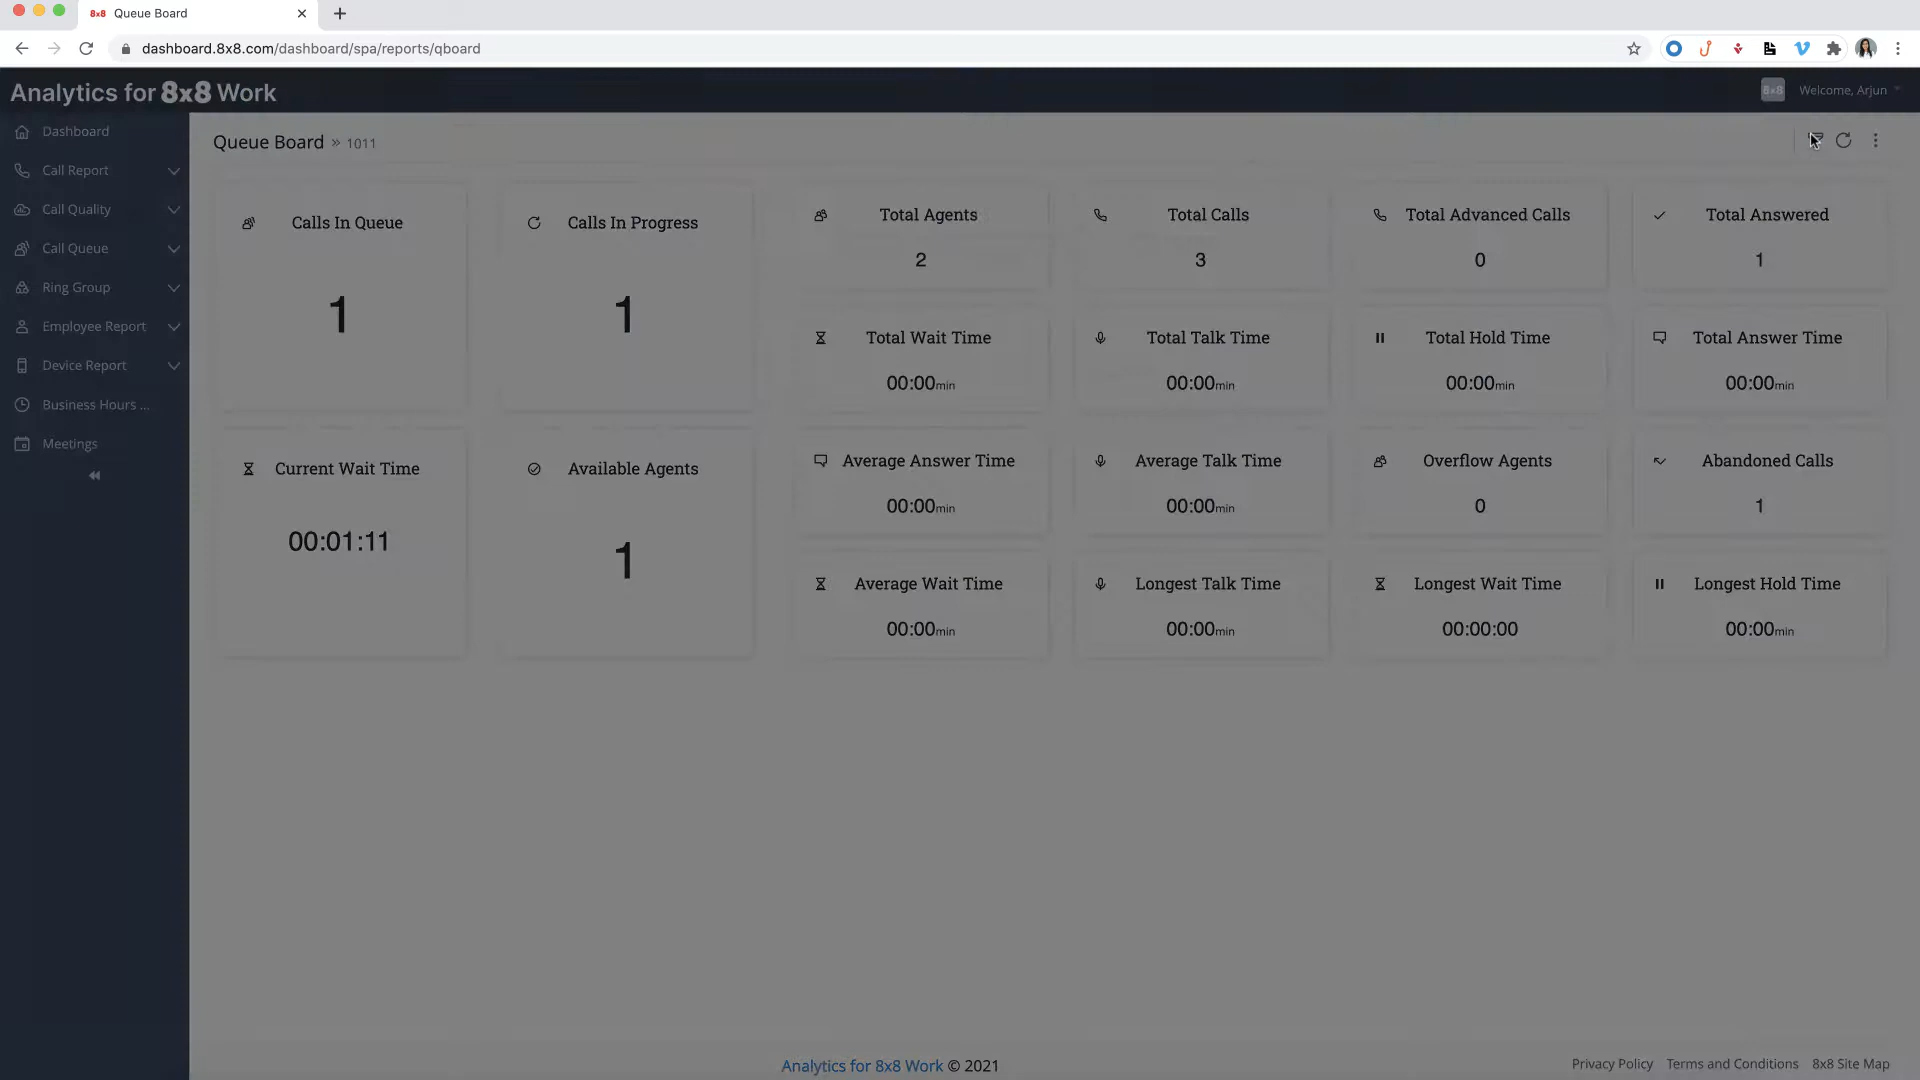 8x8 Queue Board
dashboard.8x8.com/dashboard/spa/reports/qboard
Analytics for 8x8 Work
8x8 Welcome, Arjun
Dashboard
Call Report
Call Quality
Call Queue
Ring Group
Employee Report
Device Report
Business Hours ...
Meetings
Queue Board » 1011
Calls In Queue
1
Calls In Progress
1
Current Wait Time
00:01:11
Available Agents
1
Total Agents
2
Total Calls
3
Total Advanced Calls
0
Total Answered
1
Total Wait Time
00:00min
Total Talk Time
00:00min
Total Hold Time
00:00min
Total Answer Time
00:00min
Average Answer Time
00:00min
Average Talk Time
00:00min
Overflow Agents
0
Abandoned Calls
1
Average Wait Time
00:00min
Longest Talk Time
00:00min
Longest Wait Time
00:00:00
Longest Hold Time
00:00min
Analytics for 8x8 Work © 2021
Privacy Policy Terms and Conditions 8x8 Site Map